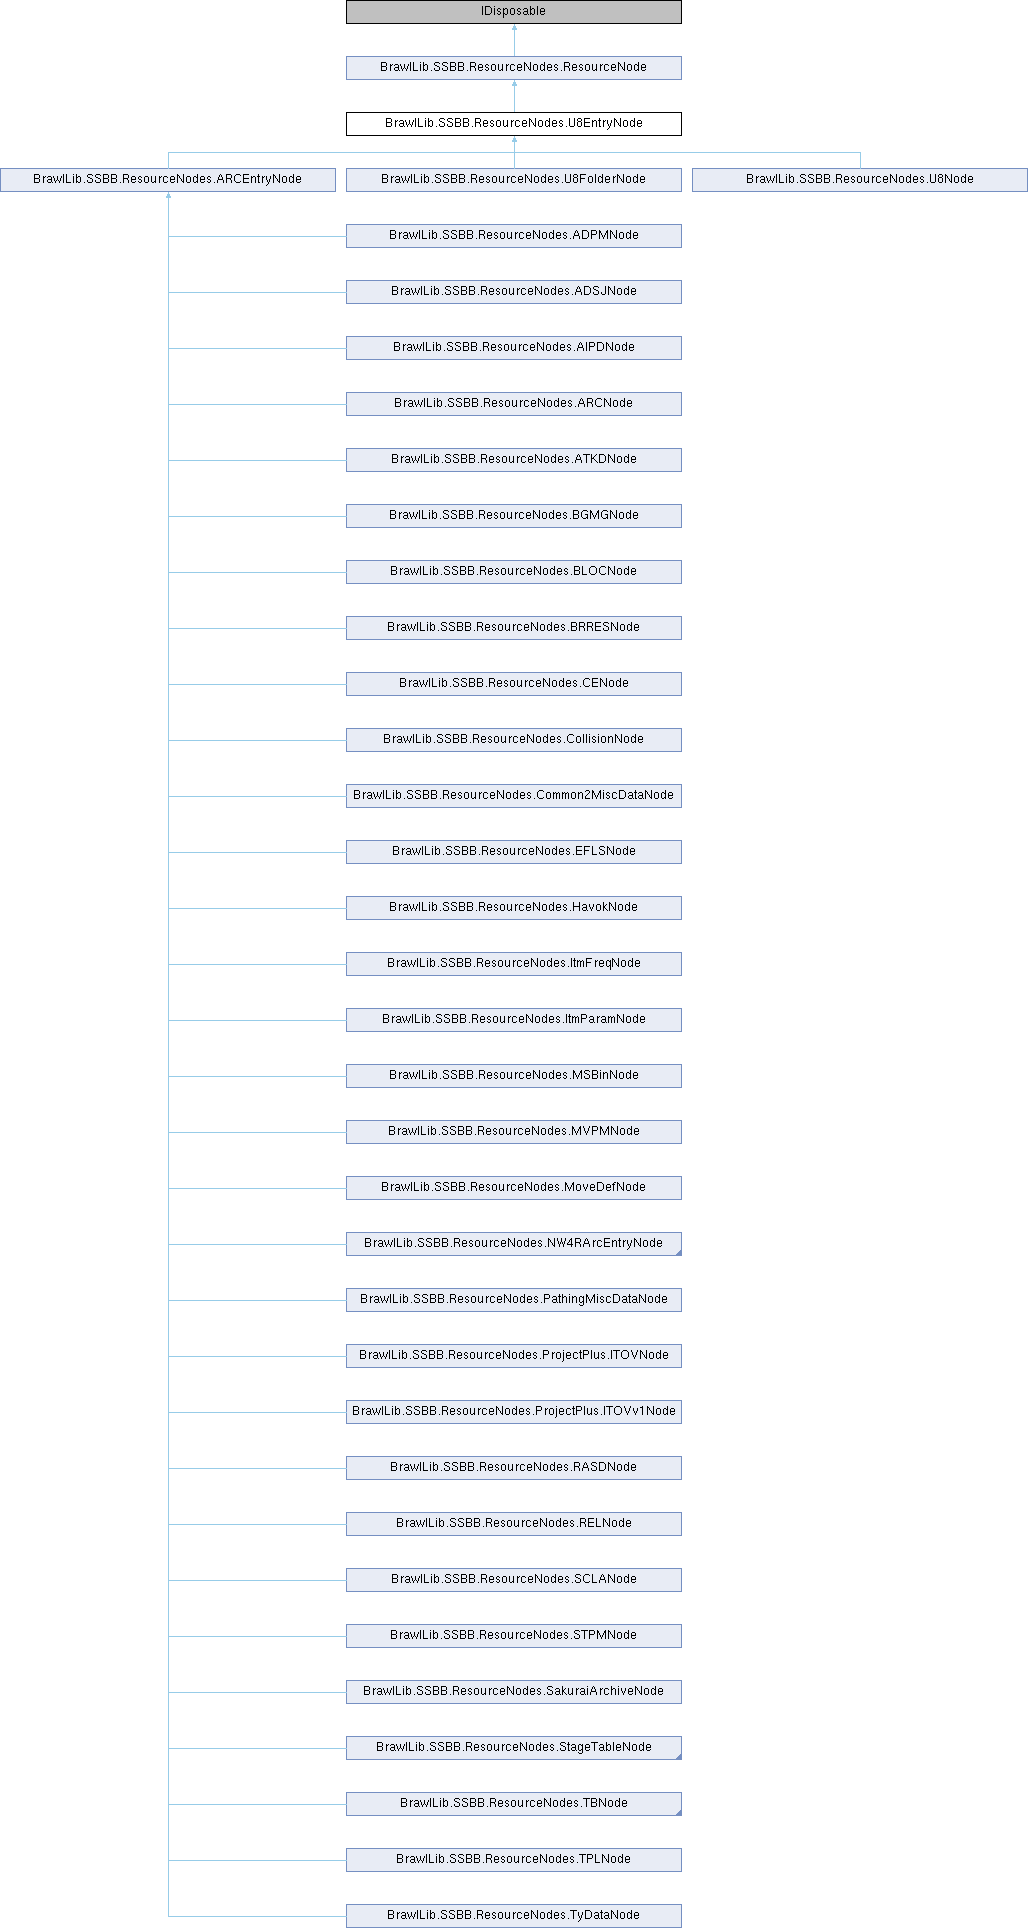 IDisposable
BrawlLib.SSBB.ResourceNodes.ResourceNode
BrawlLib.SSBB.ResourceNodes.U8EntryNode
BrawlLib.SSBB.ResourceNodes.ARCEntryNode
BrawlLib.SSBB.ResourceNodes.U8FolderNode
BrawlLib.SSBB.ResourceNodes.U8Node
BrawlLib.SSBB.ResourceNodes.ADPMNode
BrawlLib.SSBB.ResourceNodes.ADSJNode
BrawlLib.SSBB.ResourceNodes.AIPDNode
BrawlLib.SSBB.ResourceNodes.ARCNode
BrawlLib.SSBB.ResourceNodes.ATKDNode
BrawlLib.SSBB.ResourceNodes.BGMGNode
BrawlLib.SSBB.ResourceNodes.BLOCNode
BrawlLib.SSBB.ResourceNodes.BRRESNode
BrawlLib.SSBB.ResourceNodes.CENode
BrawlLib.SSBB.ResourceNodes.CollisionNode
BrawlLib.SSBB.ResourceNodes.Common2MiscDataNode
BrawlLib.SSBB.ResourceNodes.EFLSNode
BrawlLib.SSBB.ResourceNodes.HavokNode
BrawlLib.SSBB.ResourceNodes.ItmFreqNode
BrawlLib.SSBB.ResourceNodes.ItmParamNode
BrawlLib.SSBB.ResourceNodes.MSBinNode
BrawlLib.SSBB.ResourceNodes.MVPMNode
BrawlLib.SSBB.ResourceNodes.MoveDefNode
BrawlLib.SSBB.ResourceNodes.NW4RArcEntryNode
BrawlLib.SSBB.ResourceNodes.PathingMiscDataNode
BrawlLib.SSBB.ResourceNodes.ProjectPlus.ITOVNode
BrawlLib.SSBB.ResourceNodes.ProjectPlus.ITOVv1Node
BrawlLib.SSBB.ResourceNodes.RASDNode
BrawlLib.SSBB.ResourceNodes.RELNode
BrawlLib.SSBB.ResourceNodes.SCLANode
BrawlLib.SSBB.ResourceNodes.STPMNode
BrawlLib.SSBB.ResourceNodes.SakuraiArchiveNode
BrawlLib.SSBB.ResourceNodes.StageTableNode
BrawlLib.SSBB.ResourceNodes.TBNode
BrawlLib.SSBB.ResourceNodes.TPLNode
BrawlLib.SSBB.ResourceNodes.TyDataNode